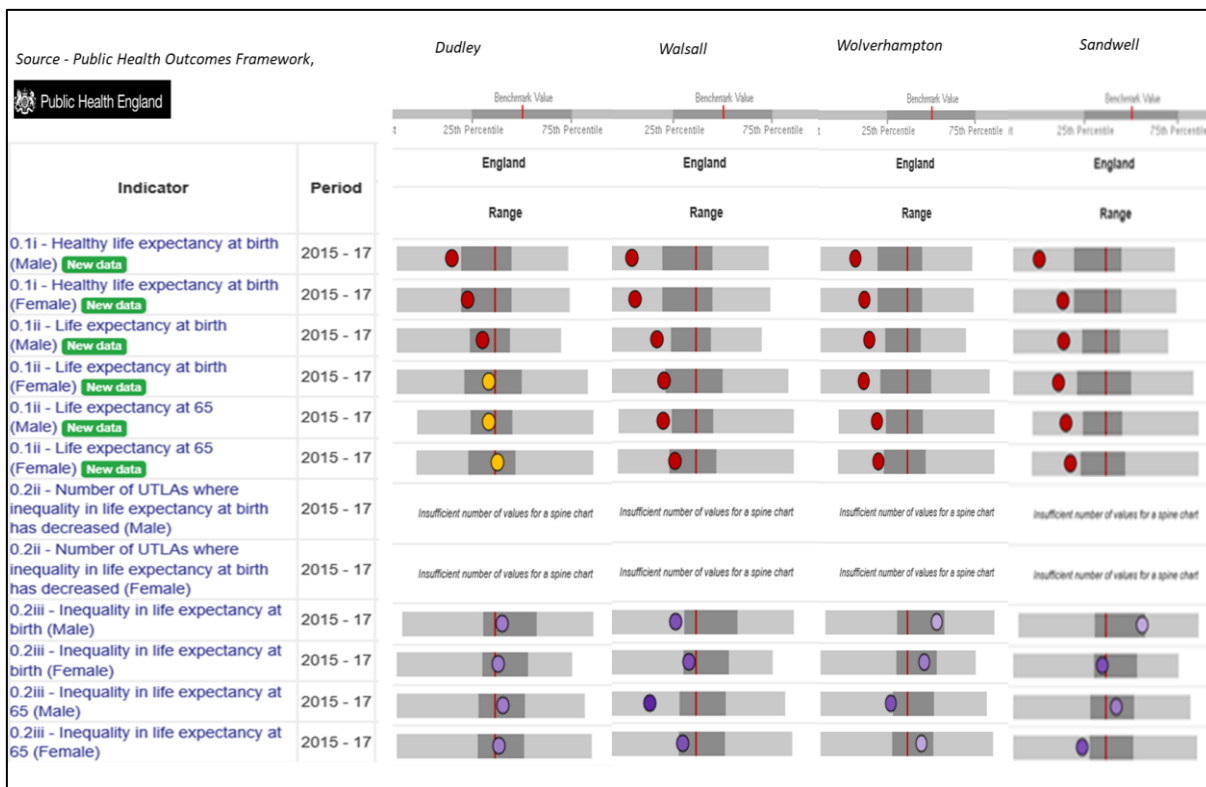 Source - Public Health Outcomes Framework,
Public Health England
Dudley Walsall Wolverhampton Sandwell
Benchmark Value Benchmark Value Benchmark Value Benchmark Value
25th Percentile 75th Percentile 25th Percentile 75th Percentile 25th Percentile 75th Percentile 25th Percentile 75th Percentile
Indicator Period England England England England
Range Range Range Range
0.1i - Healthy life expectancy at birth
(Male) New data 2015 - 17
0.1i - Healthy life expectancy at birth
(Female) New data 2015 - 17
0.1ii - Life expectancy at birth
(Male) New data 2015 - 17
0.1ii - Life expectancy at birth
(Female) New data 2015 - 17
0.1ii - Life expectancy at 65
(Male) New data 2015 - 17
0.1ii - Life expectancy at 65
(Female) New data 2015 - 17
0.2ii - Number of UTLAs where
inequality in life expectancy at birth
has decreased (Male) 2015 - 17 Insufficient number of values for a spine chart Insufficient number of values for a spine chart Insufficient number of values for a spine chart Insufficient number of values for a spine chart
0.2ii - Number of UTLAs where
inequality in life expectancy at birth
has decreased (Female) 2015 - 17 Insufficient number of values for a spine chart Insufficient number of values for a spine chart Insufficient number of values for a spine chart Insufficient number of values for a spine chart
0.2iii - Inequality in life expectancy at
birth (Male) 2015 - 17
0.2iii - Inequality in life expectancy at
birth (Female) 2015 - 17
0.2iii - Inequality in life expectancy at
65 (Male) 2015 - 17
0.2iii - Inequality in life expectancy at
65 (Female) 2015 - 17